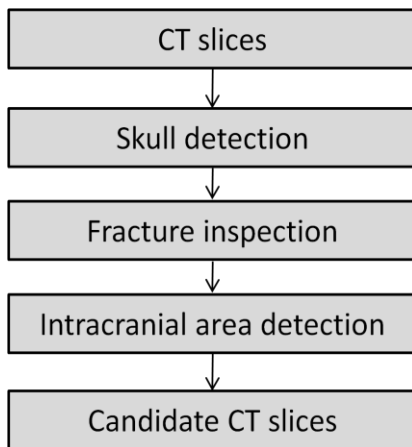 CT slices
Skull detection
Fracture inspection
Intracranial area detection
Candidate CT slices